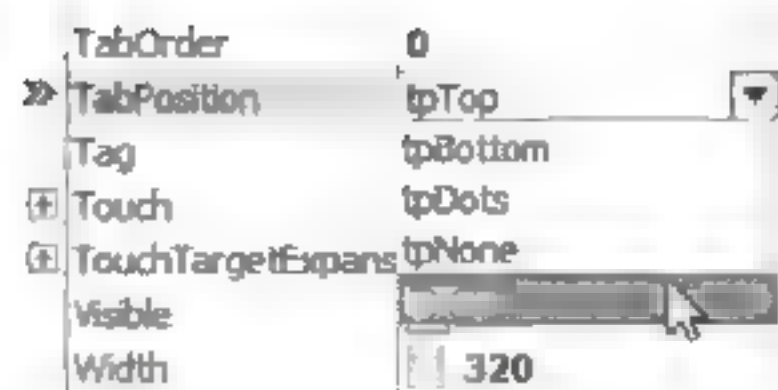 TabOrder 0
TabPosition tpTop
Tag tpBottom
Touch tpDots
TouchTargetExpans tpNone
Visible
Width 320